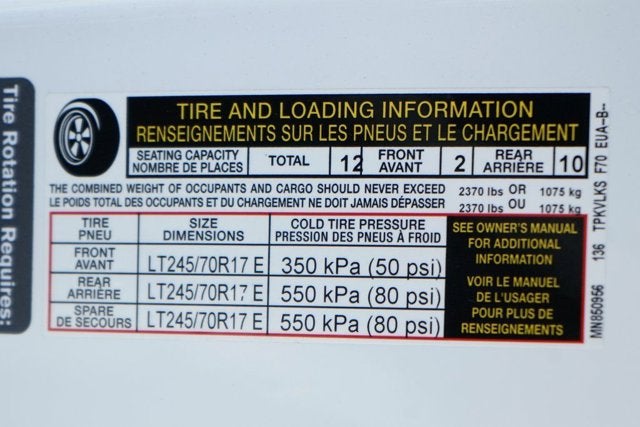 TIRE AND LOADING INFORMATION
RENSEIGNEMENTS SUR LES PNEUS ET LE CHARGEMENT
SEATING CAPACITY
NOMBRE DE PLACES
TOTAL 12
FRONT
AVANT
2
REAR
ARRIÈRE
10
THE COMBINED WEIGHT OF OCCUPANTS AND CARGO SHOULD NEVER EXCEED 2370 lbs OR 1075 kg
LE POIDS TOTAL DES OCCUPANTS ET DU CHARGEMENT NE DOIT JAMAIS DÉPASSER 2370 lbs OU 1075 kg
TIRE
PNEU
SIZE
DIMENSIONS
COLD TIRE PRESSURE
PRESSION DES PNEUS À FROID
FRONT
AVANT
LT245/70R17 E 350 kPa (50 psi)
REAR
ARRIÈRE
LT245/70R17 E 550 kPa (80 psi)
SPARE
DE SECOURS
LT245/70R17 E 550 kPa (80 psi)
SEE OWNER'S MANUAL
FOR ADDITIONAL
INFORMATION
VOIR LE MANUEL
DE L'USAGER
POUR PLUS DE
RENSEIGNEMENTS
MN850956 136 TPKVLKS F70 EUA-B--
Tire Rotation Requires: